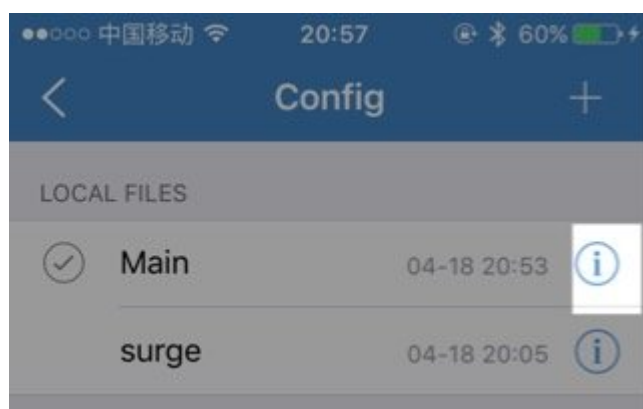 中国移动 20:57 60%
Config
LOCAL FILES
Main 04-18 20:53
surge 04-18 20:05